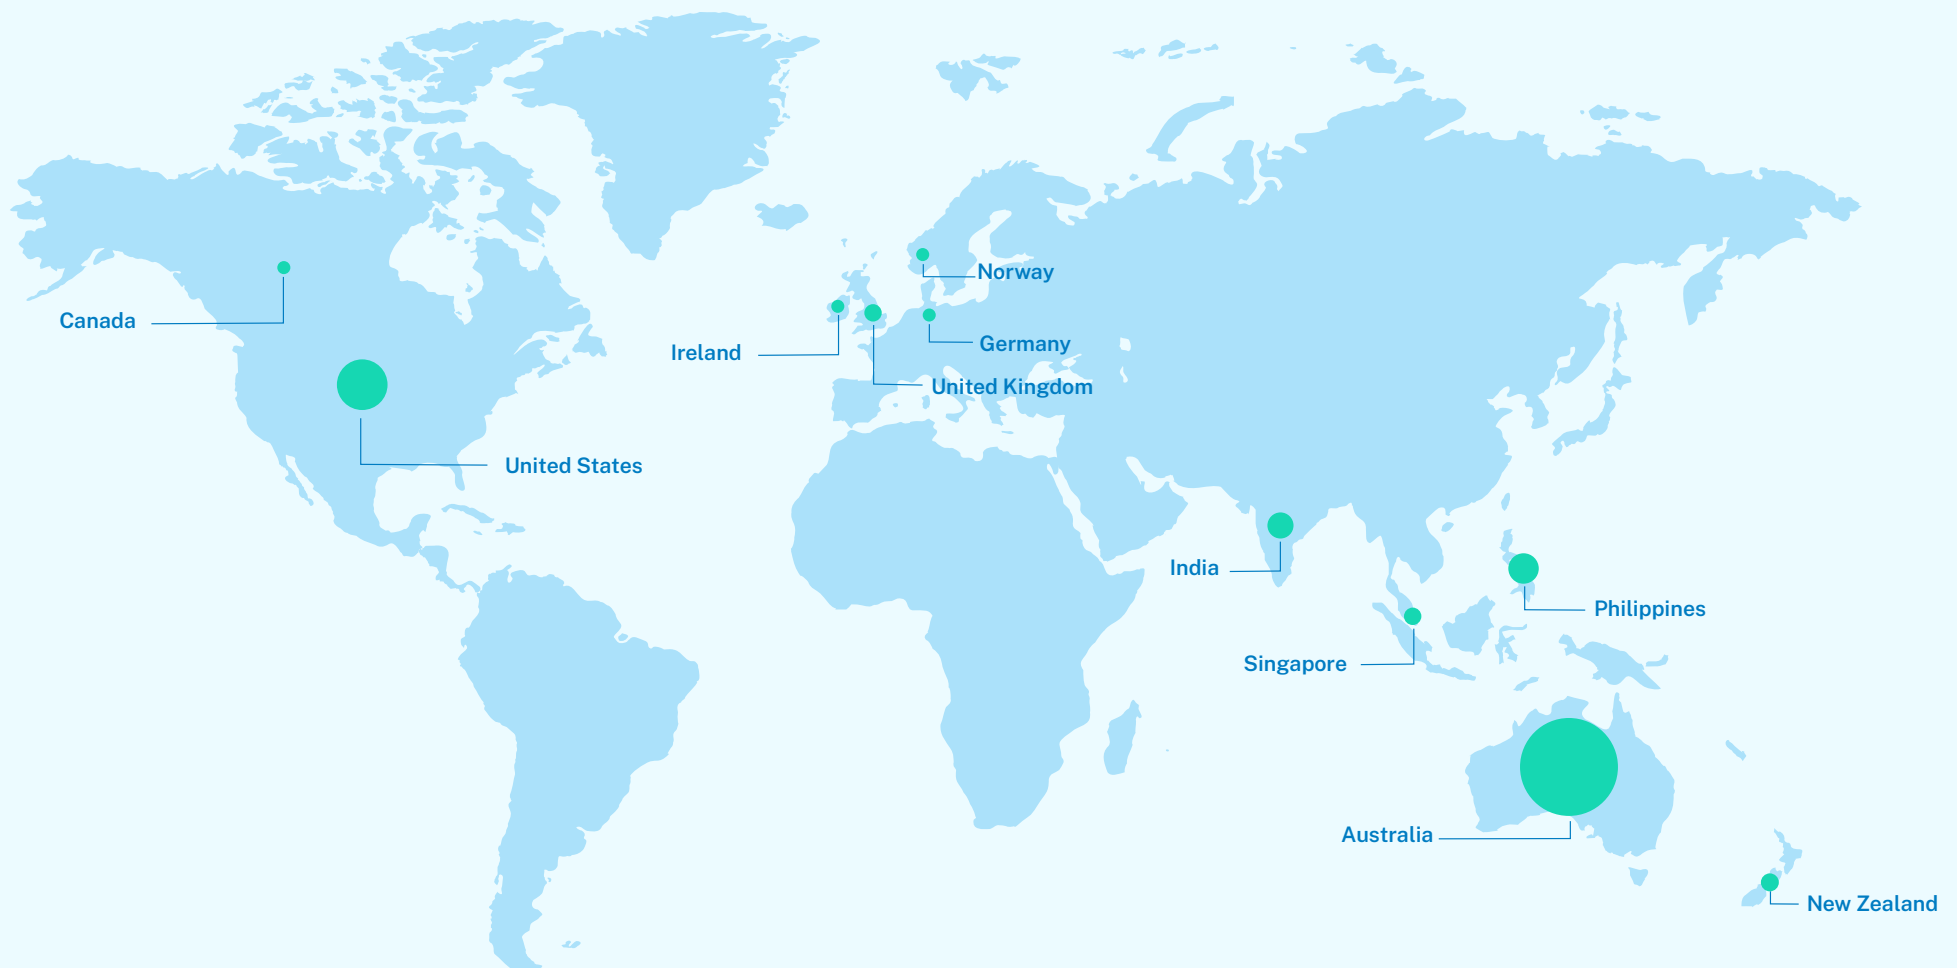 Norway
Canada
Germany
Ireland
United Kingdom
United States
India
Philippines
Singapore
Australia
New Zealand